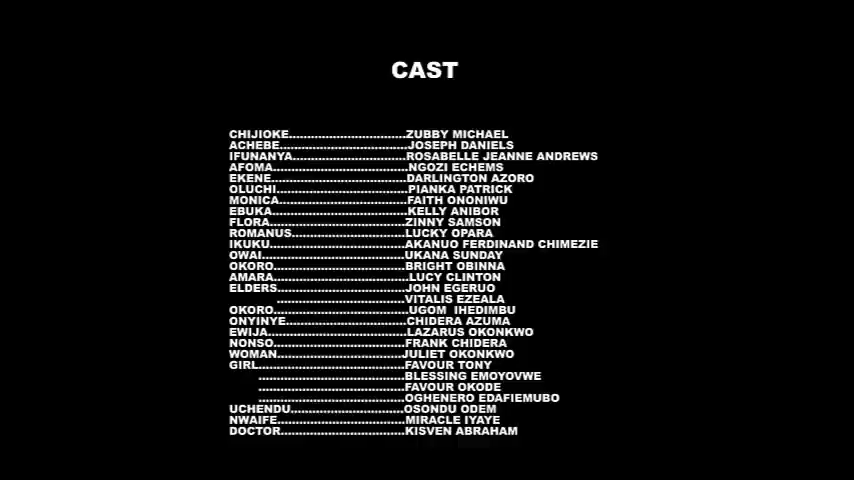 CAST
CHIJIOKE................................ZUBBY MICHAEL
ACHEBE...................................JOSEPH DANIELS
IFUNANYA...............................ROSABELLE JEANNE ANDREWS
AFOMA.....................................NGOZI ECHEMS
EKENE.....................................DARLINGTON AZORO
OLUCHI....................................PIANKA PATRICK
MONICA...................................FAITH ONONIWU
EBUKA.....................................KELLY ANIBOR
FLORA.....................................ZINNY SAMSON
ROMANUS...............................LUCKY OPARA
IKUKU.....................................AKANUO FERDINAND CHIMEZIE
OWAI.......................................UKANA SUNDAY
OKORO....................................BRIGHT OBINNA
AMARA....................................LUCY CLINTON
ELDERS...................................JOHN EGERUO
...................................VITALIS EZEALA
OKORO....................................UGOM IHEDIMBU
ONYINYE.................................CHIDERA AZUMA
EWIJA......................................LAZARUS OKONKWO
NONSO....................................FRANK CHIDERA
WOMAN...................................JULIET OKONKWO
GIRL........................................FAVOUR TONY
........................................BLESSING EMOYOVWE
........................................FAVOUR OKODE
........................................OGHENERO EDAFIEMUBO
UCHENDU...............................OSONDU ODEM
NWAIFE...................................MIRACLE IYAYE
DOCTOR..................................KISVEN ABRAHAM